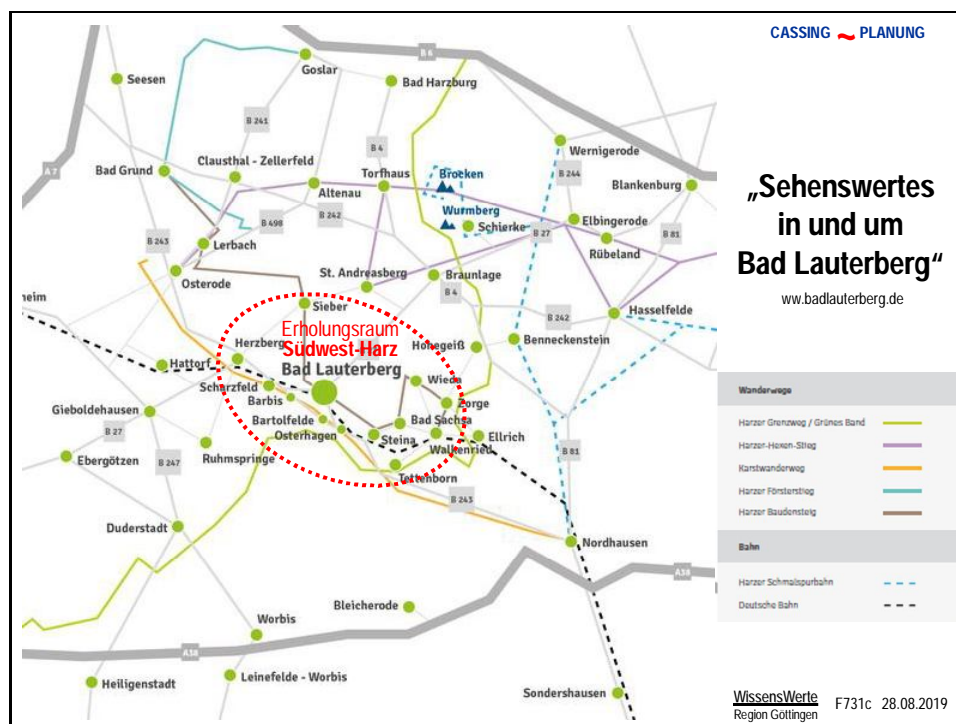 CASSING ~ PLANUNG
„Sehenswertes
in und um
Bad Lauterberg“
ww.badlauterberg.de
Wanderwege
Harzer Grenzweg / Grünes Band
Harzer-Hexen-Stieg
Karstwanderweg
Harzer Försterstieg
Harzer Baudensteig
Bahn
Harzer Schmalspurbahn
Deutsche Bahn
WissensWerte
Region Göttingen
F731c 28.08.2019
B 6
Goslar
Seesen
Bad Harzburg
B 241
B 4
Wernigerode
A 7
Clausthal - Zellerfeld
Bad Grund
Torfhaus
Brocken
B 244
Blankenburg
Altenau
Wurmberg
B 242
B 498
Schierke
Elbingerode
B 27
B 81
B 243
Lerbach
Rübeland
Osterode
St. Andreasberg
Braunlage
B 4
heim
Sieber
Hasselfelde
B 242
Erholungsraum
Südwest-Harz
Bad Lauterberg
Herzberg
Hohegeiß
Benneckenstein
Hattorf
Scharzfeld
Wieda
Barbis
Zorge
Gieboldehausen
Bartolfelde
Bad Sachsa
Osterhagen
Steina
Ellrich
B 27
Walkenried
B 81
Ebergötzen
B 247
Ruhmspringe
Tettenborn
B 243
Duderstadt
Nordhausen
A38
Bleicherode
Worbis
A38
Heiligenstadt
Leinefelde - Worbis
Sondershausen